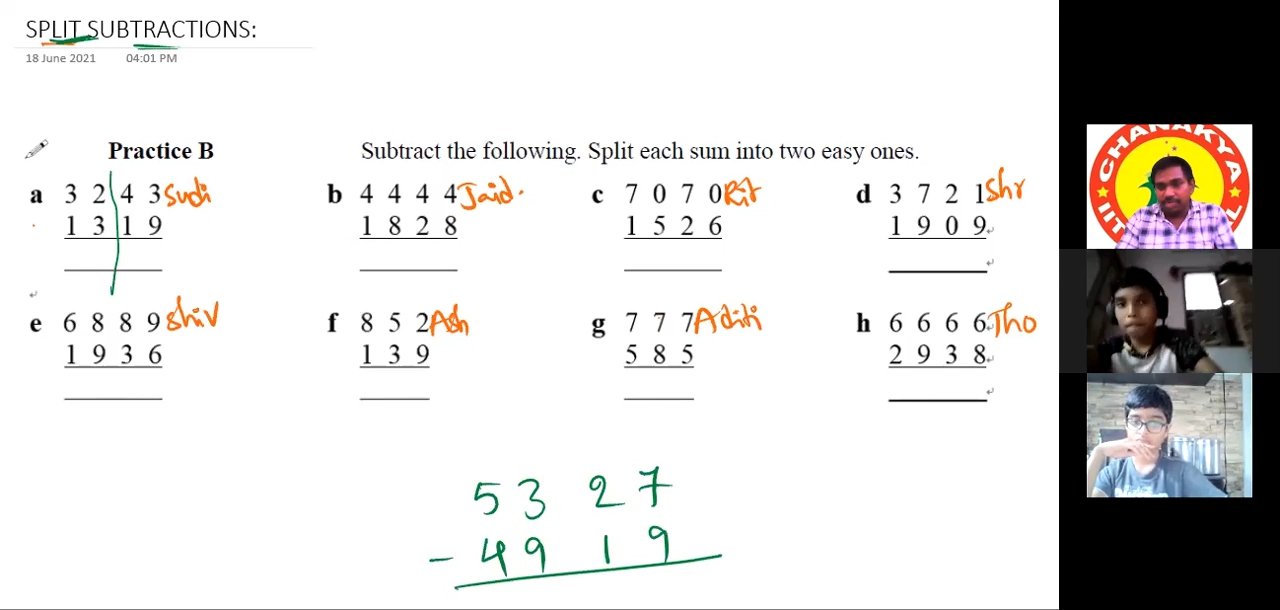 SPLIT SUBTRACTIONS:
18 June 2021 04:01 PM
Practice B Subtract the following. Split each sum into two easy ones.
a 3 2 4 3 Sudi b 4 4 4 4 Jaid. c 7 0 7 0 Rit d 3 7 2 1 Shr
1 3 1 9 1 8 2 8 1 5 2 6 1 9 0 9
e 6 8 8 9 Shiv f 8 5 2 Ash g 7 7 7 Aditi h 6 6 6 6 Tho
1 9 3 6 1 3 9 5 8 5 2 9 3 8
5 3 2 7
- 4 9 1 9
CHANAKYA